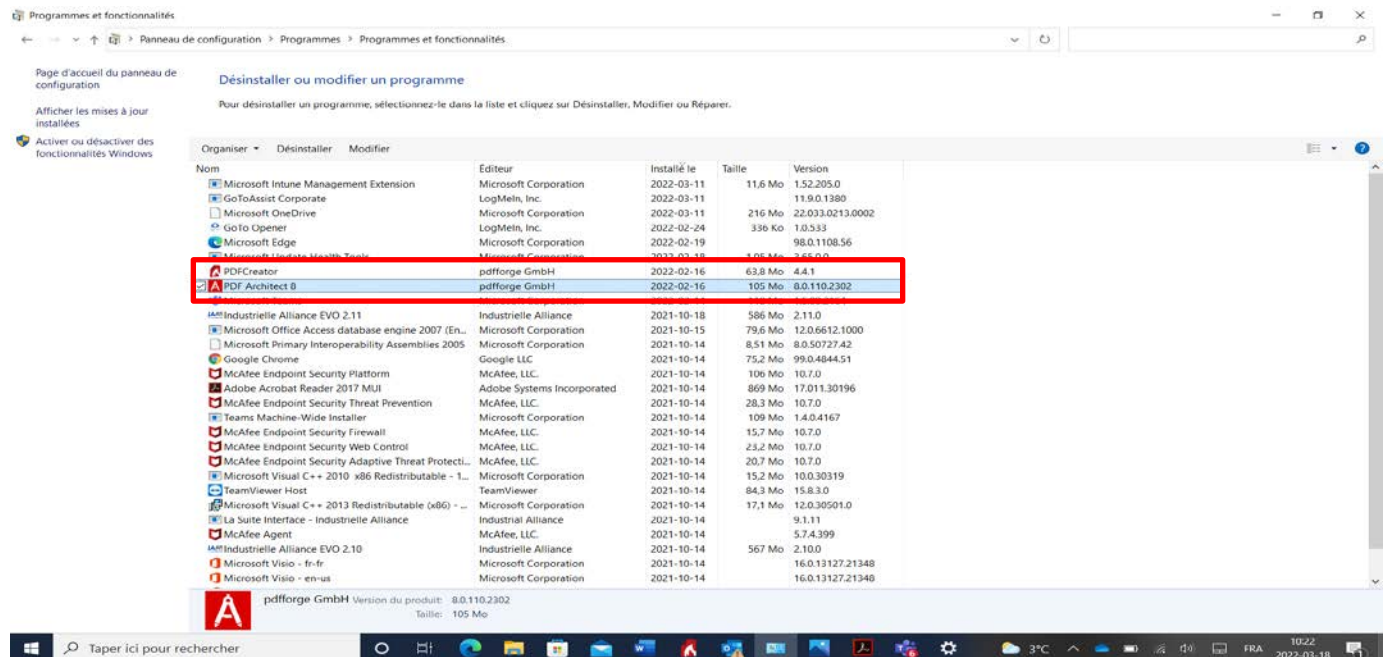 Programmes et fonctionnalités
Panneau de configuration > Programmes > Programmes et fonctionnalités
Page d'accueil du panneau de
configuration
Afficher les mises à jour
installées
Activer ou désactiver des
fonctionnalités Windows
Désinstaller ou modifier un programme
Pour désinstaller un programme, sélectionnez-le dans la liste et cliquez sur Désinstaller, Modifier ou Réparer.
Organiser Désinstaller Modifier
Nom Éditeur Installé le Taille Version
Microsoft Intune Management Extension Microsoft Corporation 2022-03-11 11,6 Mo 1.52.205.0
GoToAssist Corporate LogMeIn, Inc. 2022-03-11 11.9.0.1380
Microsoft OneDrive Microsoft Corporation 2022-03-11 216 Mo 22.033.0213.0002
GoTo Opener LogMeIn, Inc. 2022-02-24 336 Ko 1.0.533
Microsoft Edge Microsoft Corporation 2022-02-19 98.0.1108.56
Microsoft Update Health Tools Microsoft Corporation 2022-02-18 1,05 Mo 3.65.0.0
PDFCreator pdfforge GmbH 2022-02-16 63,8 Mo 4.4.1
PDF Architect 8 pdfforge GmbH 2022-02-16 105 Mo 8.0.110.2302
Industrielle Alliance EVO 2.11 Industrielle Alliance 2021-10-18 586 Mo 2.11.0
Microsoft Office Access database engine 2007 (En... Microsoft Corporation 2021-10-15 79,6 Mo 12.0.6612.1000
Microsoft Primary Interoperability Assemblies 2005 Microsoft Corporation 2021-10-14 8,51 Mo 8.0.50727.42
Google Chrome Google LLC 2021-10-14 75,2 Mo 99.0.4844.51
McAfee Endpoint Security Platform McAfee, LLC. 2021-10-14 106 Mo 10.7.0
Adobe Acrobat Reader 2017 MUI Adobe Systems Incorporated 2021-10-14 869 Mo 17.011.30196
McAfee Endpoint Security Threat Prevention McAfee, LLC. 2021-10-14 28,3 Mo 10.7.0
Teams Machine-Wide Installer Microsoft Corporation 2021-10-14 109 Mo 1.4.0.4167
McAfee Endpoint Security Firewall McAfee, LLC. 2021-10-14 15,7 Mo 10.7.0
McAfee Endpoint Security Web Control McAfee, LLC. 2021-10-14 23,2 Mo 10.7.0
McAfee Endpoint Security Adaptive Threat Protecti... McAfee, LLC. 2021-10-14 20,7 Mo 10.7.0
Microsoft Visual C++ 2010 x86 Redistributable - 1... Microsoft Corporation 2021-10-14 15,2 Mo 10.0.30319
TeamViewer Host TeamViewer 2021-10-14 84,3 Mo 15.8.3.0
Microsoft Visual C++ 2013 Redistributable (x86) - ... Microsoft Corporation 2021-10-14 17,1 Mo 12.0.30501.0
La Suite Interface - Industrielle Alliance Industrial Alliance 2021-10-14 9.1.11
McAfee Agent McAfee, LLC. 2021-10-14 5.7.4.399
Industrielle Alliance EVO 2.10 Industrielle Alliance 2021-10-14 567 Mo 2.10.0
Microsoft Visio - fr-fr Microsoft Corporation 2021-10-14 16.0.13127.21348
Microsoft Visio - en-us Microsoft Corporation 2021-10-14 16.0.13127.21348
pdfforge GmbH Version du produit: 8.0.110.2302
Taille: 105 Mo
Taper ici pour rechercher 3°C FRA 10:22
2022-03-18